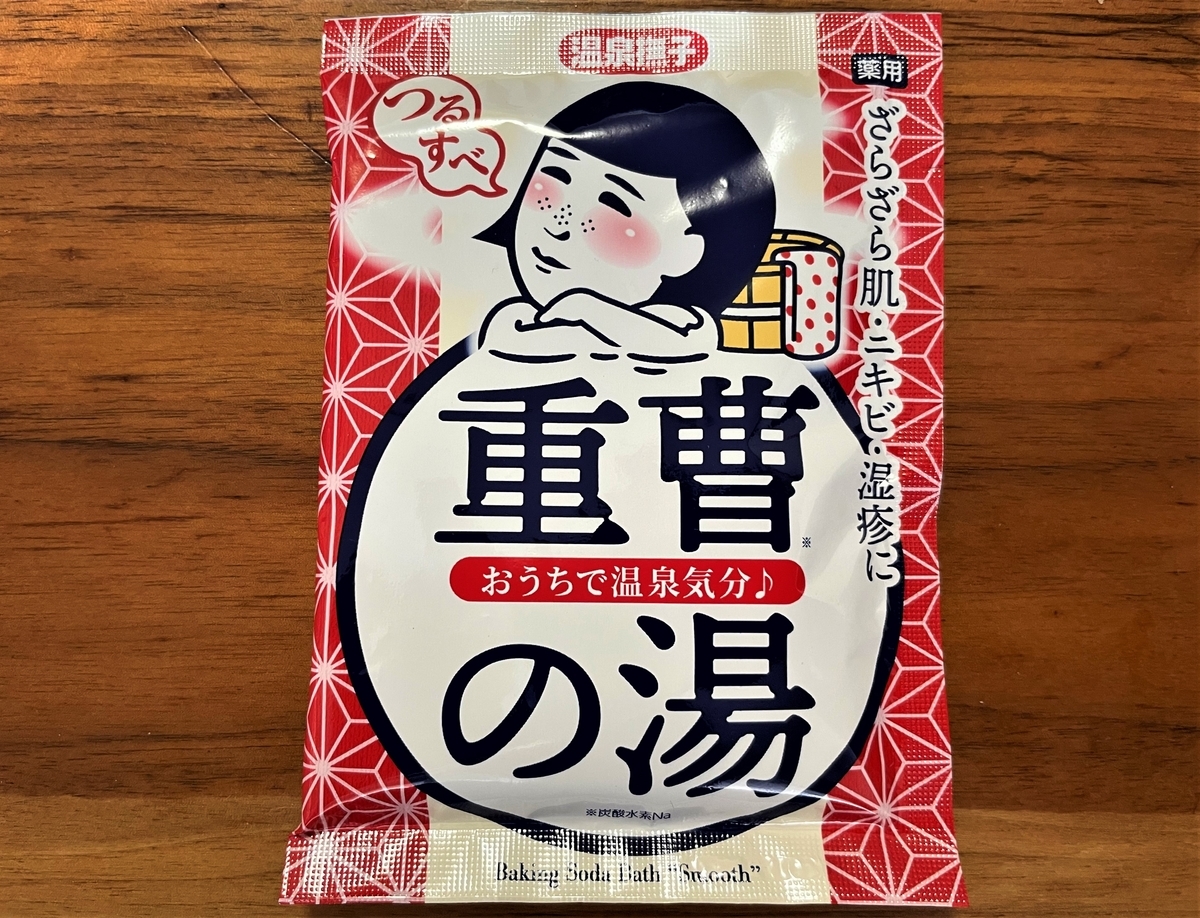 温泉撫子
つる
すべ
薬用
ざらざら肌・ニキビ・湿疹に
重曹※
おうちで温泉気分♪
の湯
※炭酸水素Na
Baking Soda Bath "Smooth"